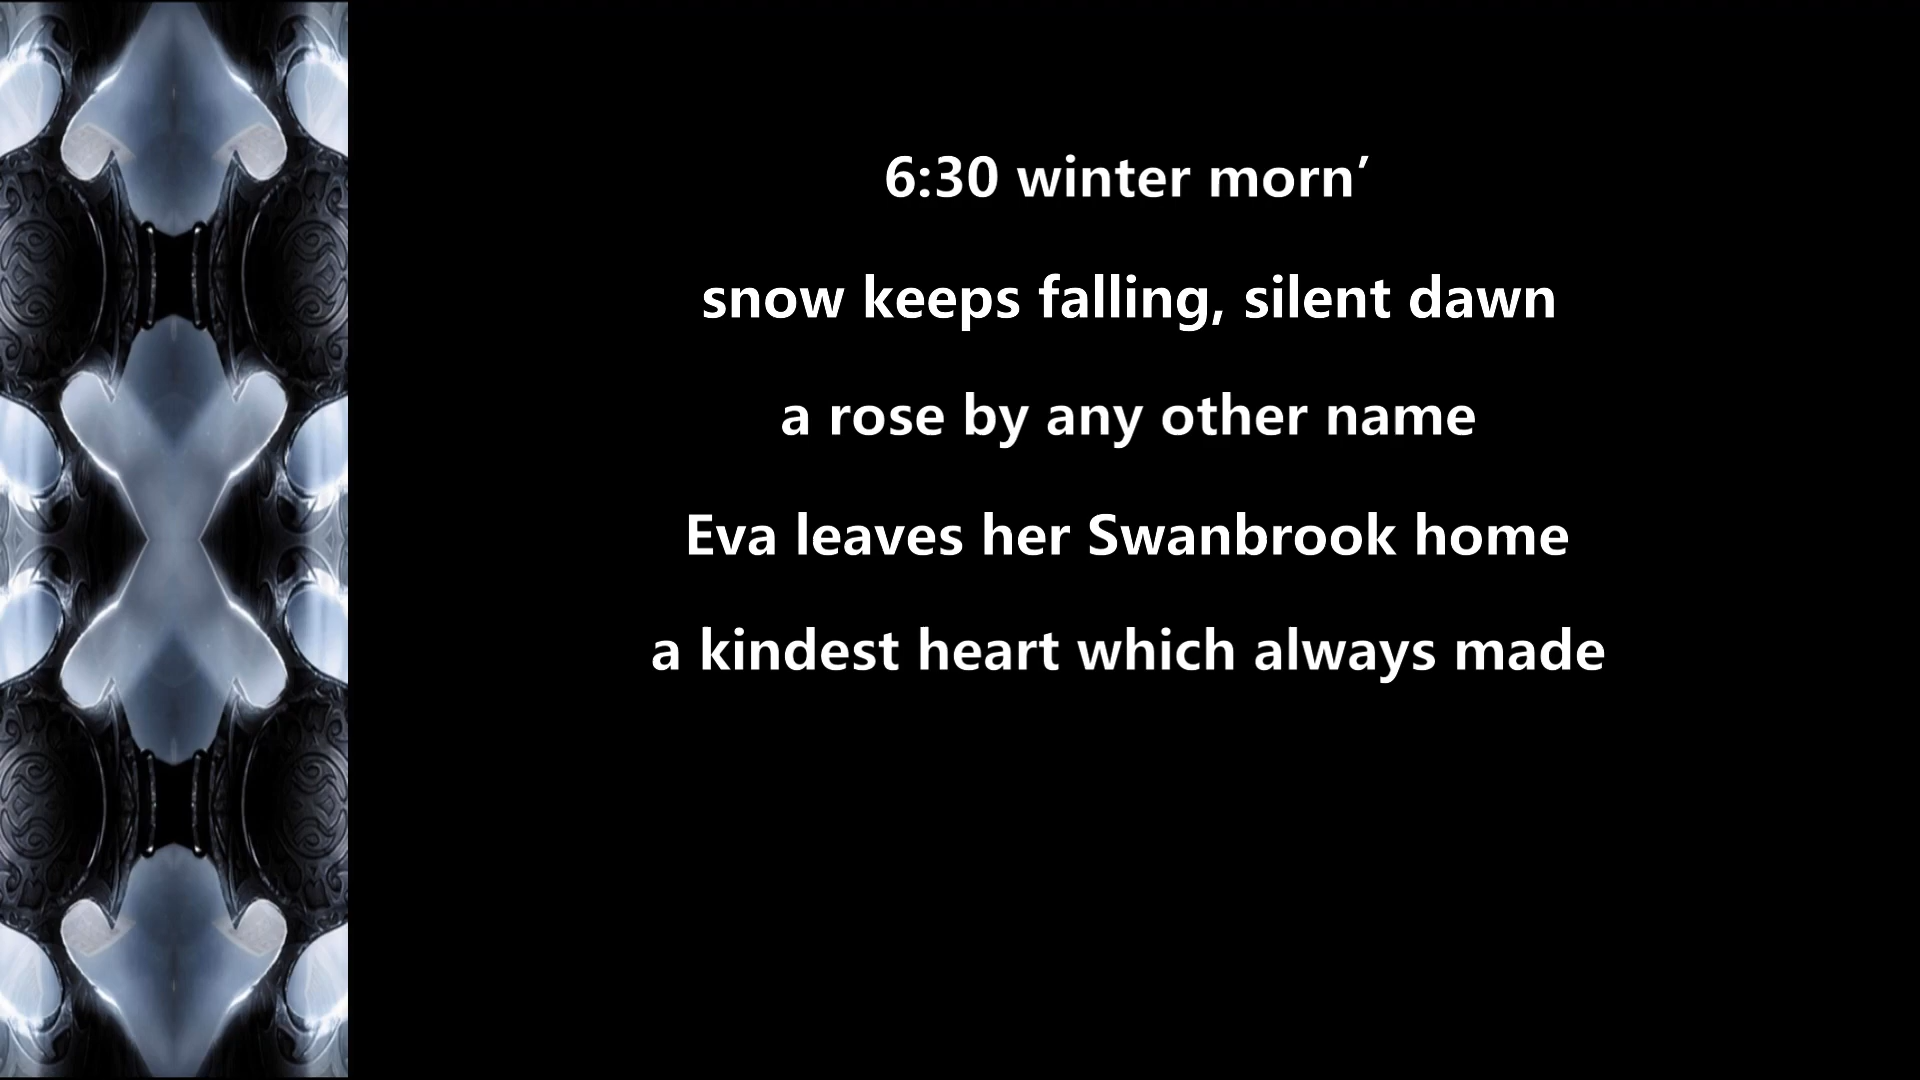 6:30 winter morn’
snow keeps falling, silent dawn
a rose by any other name
Eva leaves her Swanbrook home
a kindest heart which always made